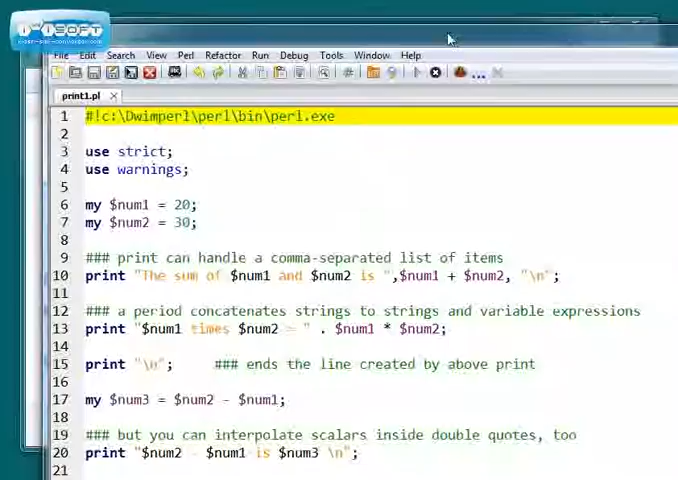 SOFT
File Edit Search View Perl Refactor Run Debug Tools Window Help
print1.pl
1 #!c:\Dwimperl\perl\bin\perl.exe
2
3 use strict;
4 use warnings;
5
6 my $num1 = 20;
7 my $num2 = 30;
8
9 ### print can handle a comma-separated list of items
10 print "The sum of $num1 and $num2 is ",$num1 + $num2, "\n";
11
12 ### a period concatenates strings to strings and variable expressions
13 print "$num1 times $num2 = " . $num1 * $num2;
14
15 print "\n"; ### ends the line created by above print
16
17 my $num3 = $num2 - $num1;
18
19 ### but you can interpolate scalars inside double quotes, too
20 print "$num2 - $num1 is $num3 \n";
21